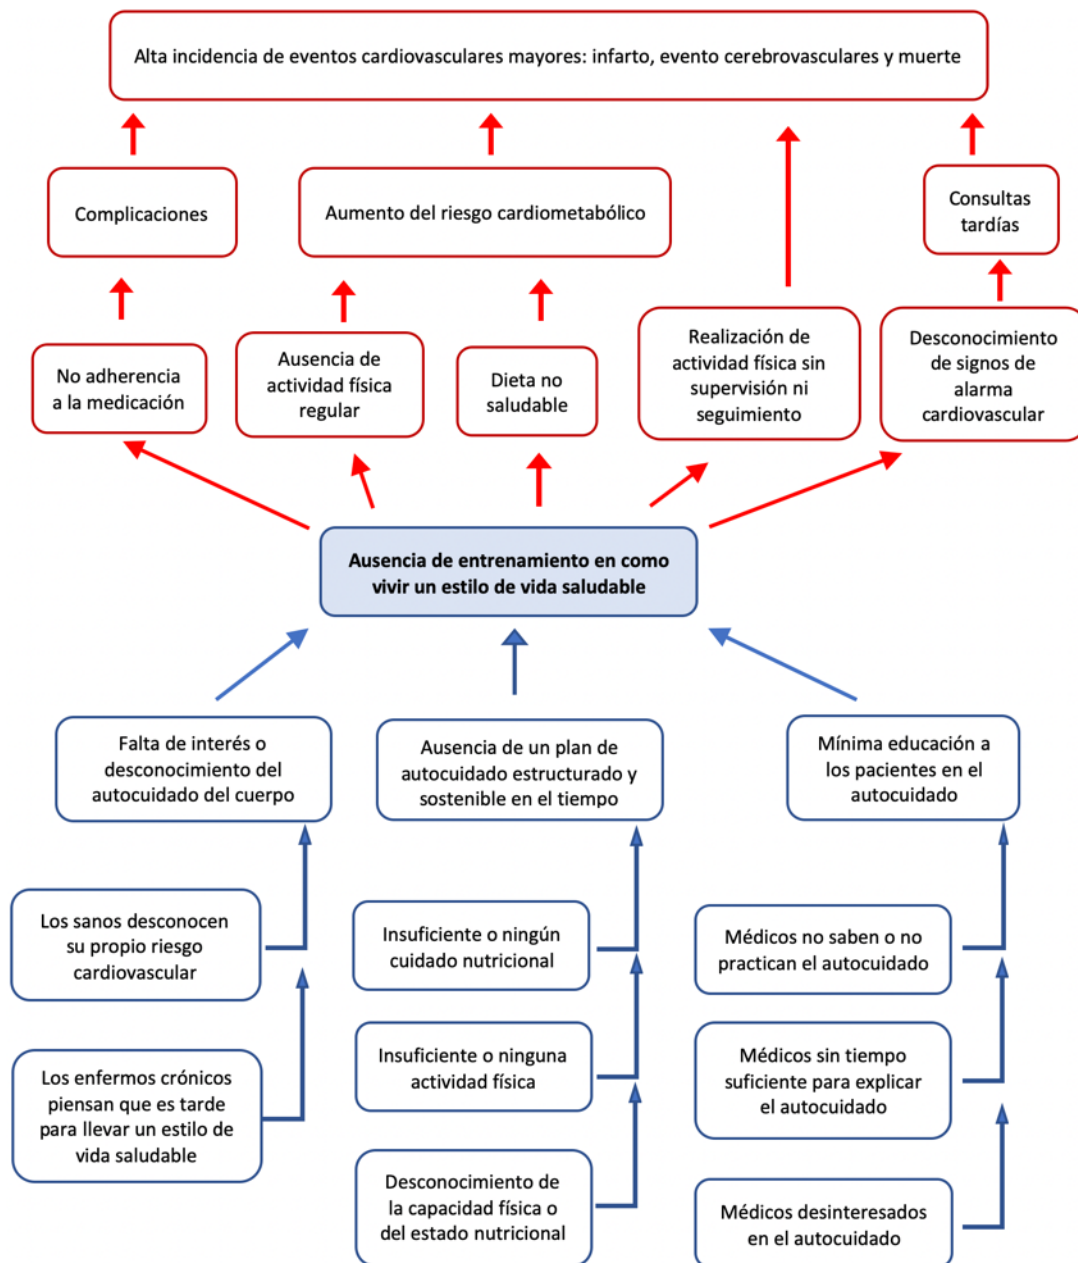 Alta incidencia de eventos cardiovasculares mayores: infarto, evento cerebrovasculares y muerte
Complicaciones
Aumento del riesgo cardiometabólico
Consultas
tardías
No adherencia
a la medicación
Ausencia de
actividad física
regular
Dieta no
saludable
Realización de
actividad física sin
supervisión ni
seguimiento
Desconocimiento
de signos de
alarma
cardiovascular
Ausencia de entrenamiento en como
vivir un estilo de vida saludable
Falta de interés o
desconocimiento del
autocuidado del cuerpo
Ausencia de un plan de
autocuidado estructurado y
sostenible en el tiempo
Mínima educación a
los pacientes en el
autocuidado
Los sanos desconocen
su propio riesgo
cardiovascular
Insuficiente o ningún
cuidado nutricional
Médicos no saben o no
practican el autocuidado
Los enfermos crónicos
piensan que es tarde
para llevar un estilo de
vida saludable
Insuficiente o ninguna
actividad física
Médicos sin tiempo
suficiente para explicar
el autocuidado
Desconocimiento de
la capacidad física o
del estado nutricional
Médicos desinteresados
en el autocuidado